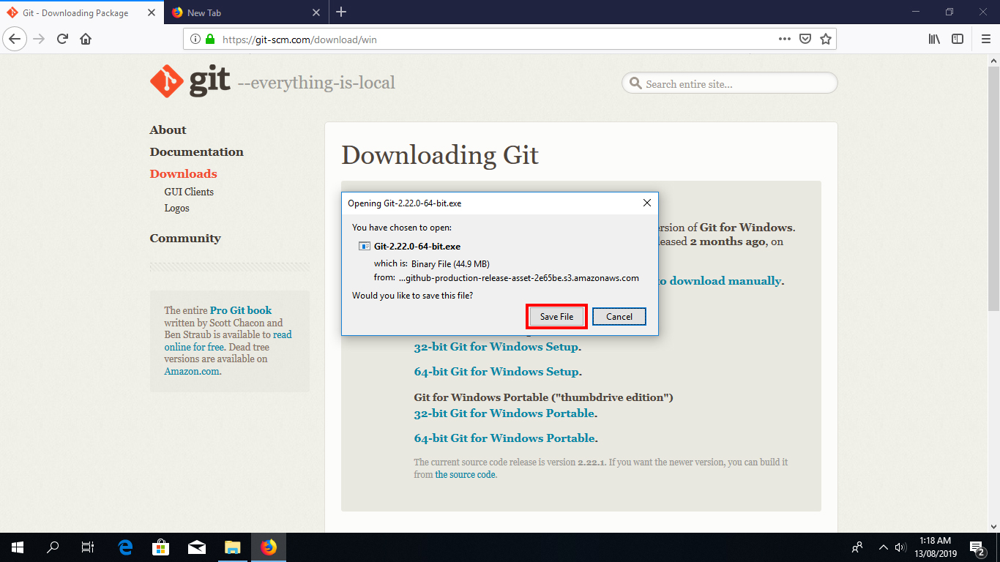 Git - Downloading Package
New Tab
https://git-scm.com/download/win
git --everything-is-local
Search entire site...
About
Documentation
Downloads
GUI Clients
Logos
Community
The entire Pro Git book
written by Scott Chacon and
Ben Straub is available to read
online for free. Dead tree
versions are available on
Amazon.com.
Downloading Git
Opening Git-2.22.0-64-bit.exe
You have chosen to open:
Git-2.22.0-64-bit.exe
which is: Binary File (44.9 MB)
from: ...github-production-release-asset-2e65be.s3.amazonaws.com
Would you like to save this file?
Save File
Cancel
of Git for Windows.
2 months ago, on
to download manually.
32-bit Git for Windows Setup.
64-bit Git for Windows Setup.
Git for Windows Portable ("thumbdrive edition")
32-bit Git for Windows Portable.
64-bit Git for Windows Portable.
The current source code release is version 2.22.1. If you want the newer version, you can build it
from the source code.
1:18 AM
13/08/2019
2